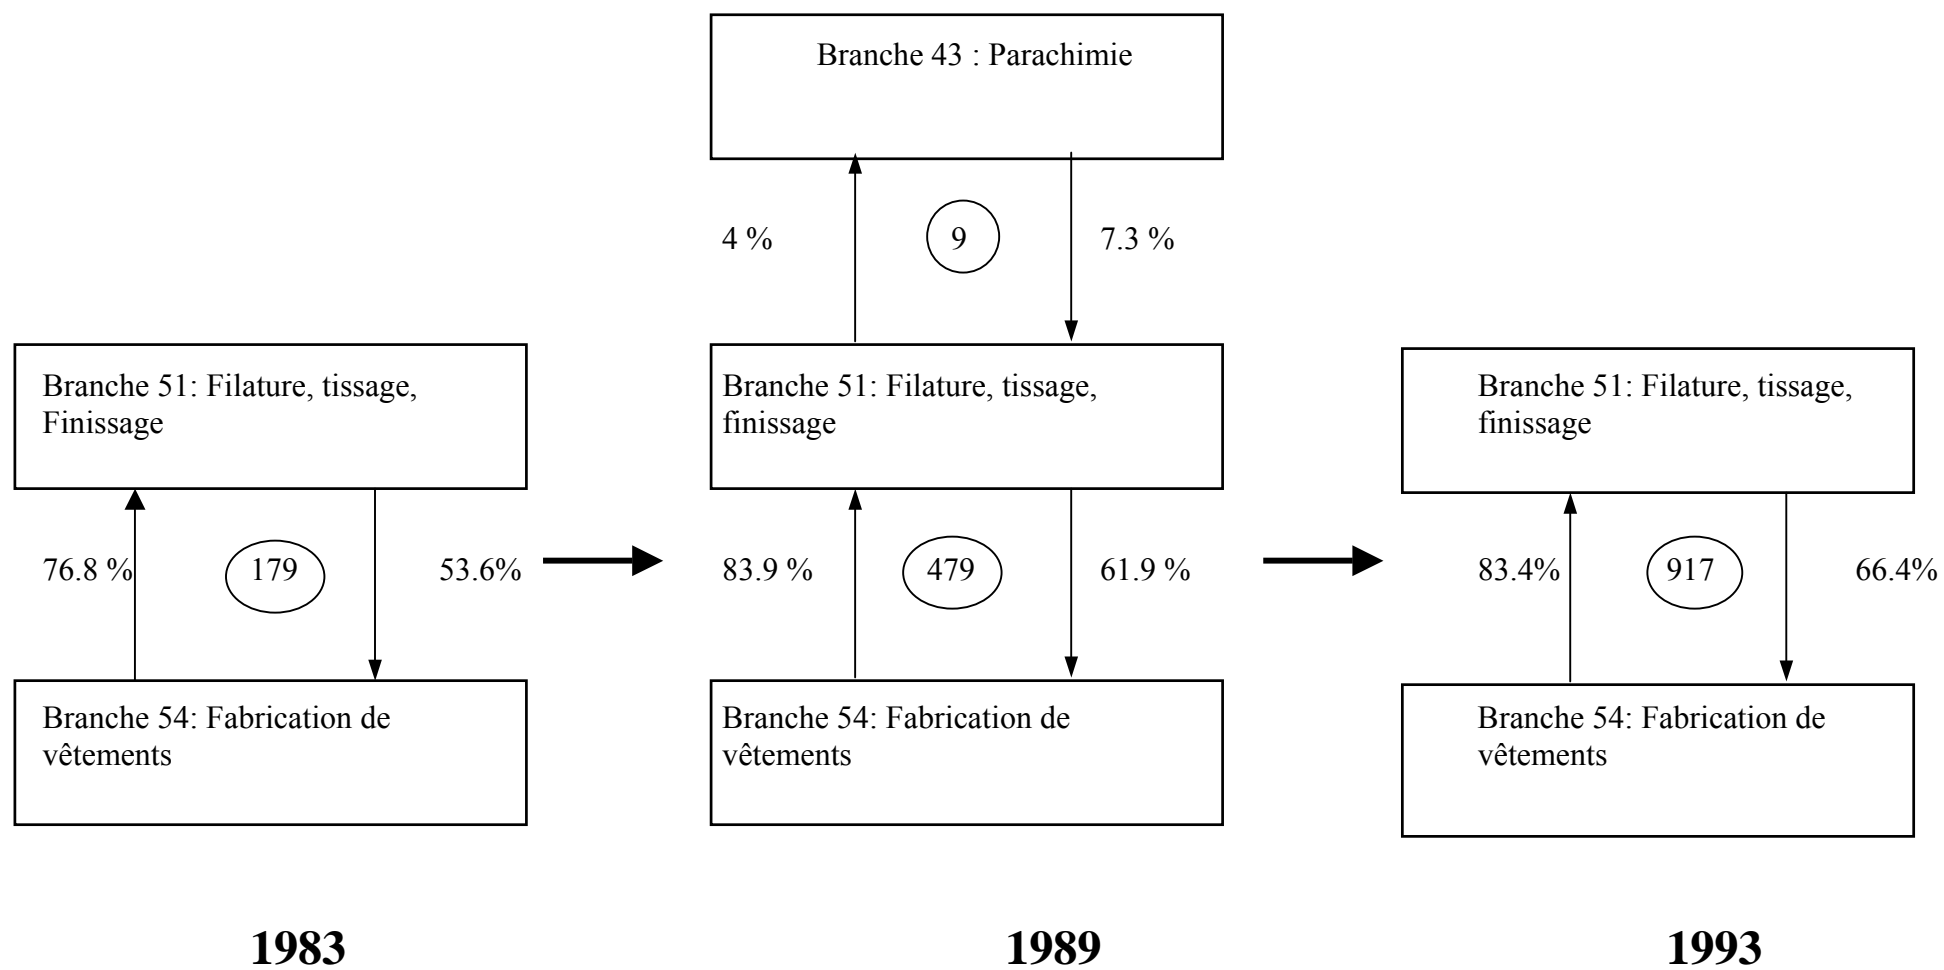 Branche 43 : Parachimie
4 %
9
7.3 %
Branche 51: Filature, tissage,
Finissage
Branche 51: Filature, tissage,
finissage
Branche 51: Filature, tissage,
finissage
76.8 %
179
53.6%
83.9 %
479
61.9 %
83.4%
917
66.4%
Branche 54: Fabrication de
vêtements
Branche 54: Fabrication de
vêtements
Branche 54: Fabrication de
vêtements
1983
1989
1993